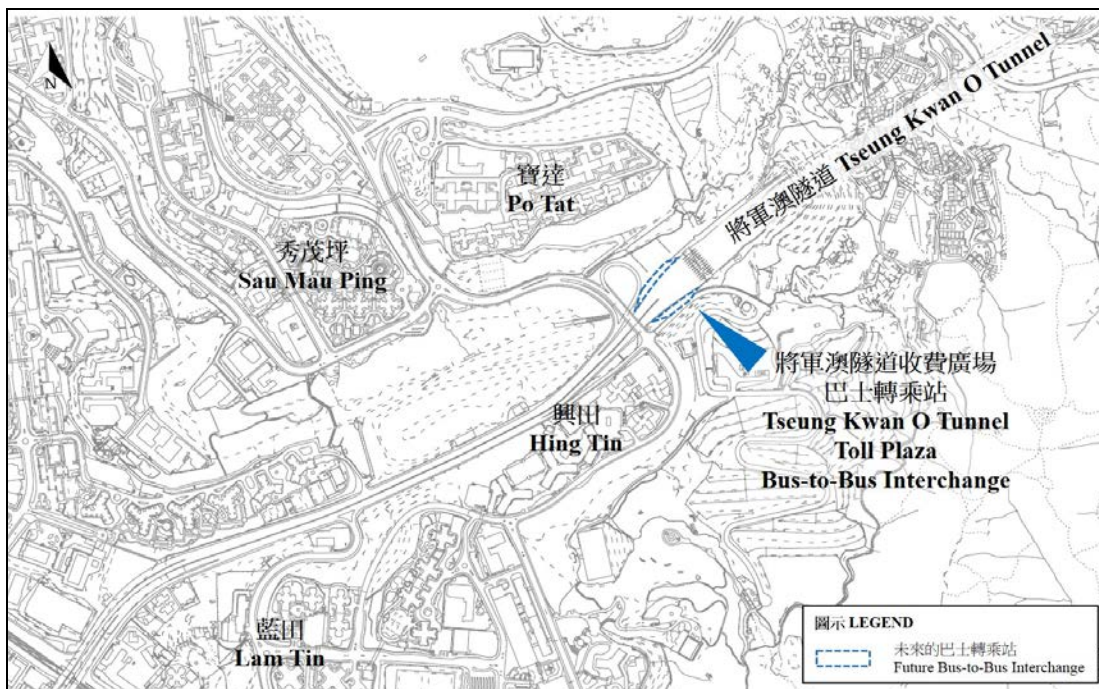 N
將軍澳隧道 Tseung Kwan O Tunnel
寶達
Po Tat
秀茂坪
Sau Mau Ping
將軍澳隧道收費廣場
巴士轉乘站
Tseung Kwan O Tunnel
Toll Plaza
Bus-to-Bus Interchange
興田
Hing Tin
藍田
Lam Tin
圖示 LEGEND
未來的巴士轉乘站
Future Bus-to-Bus Interchange